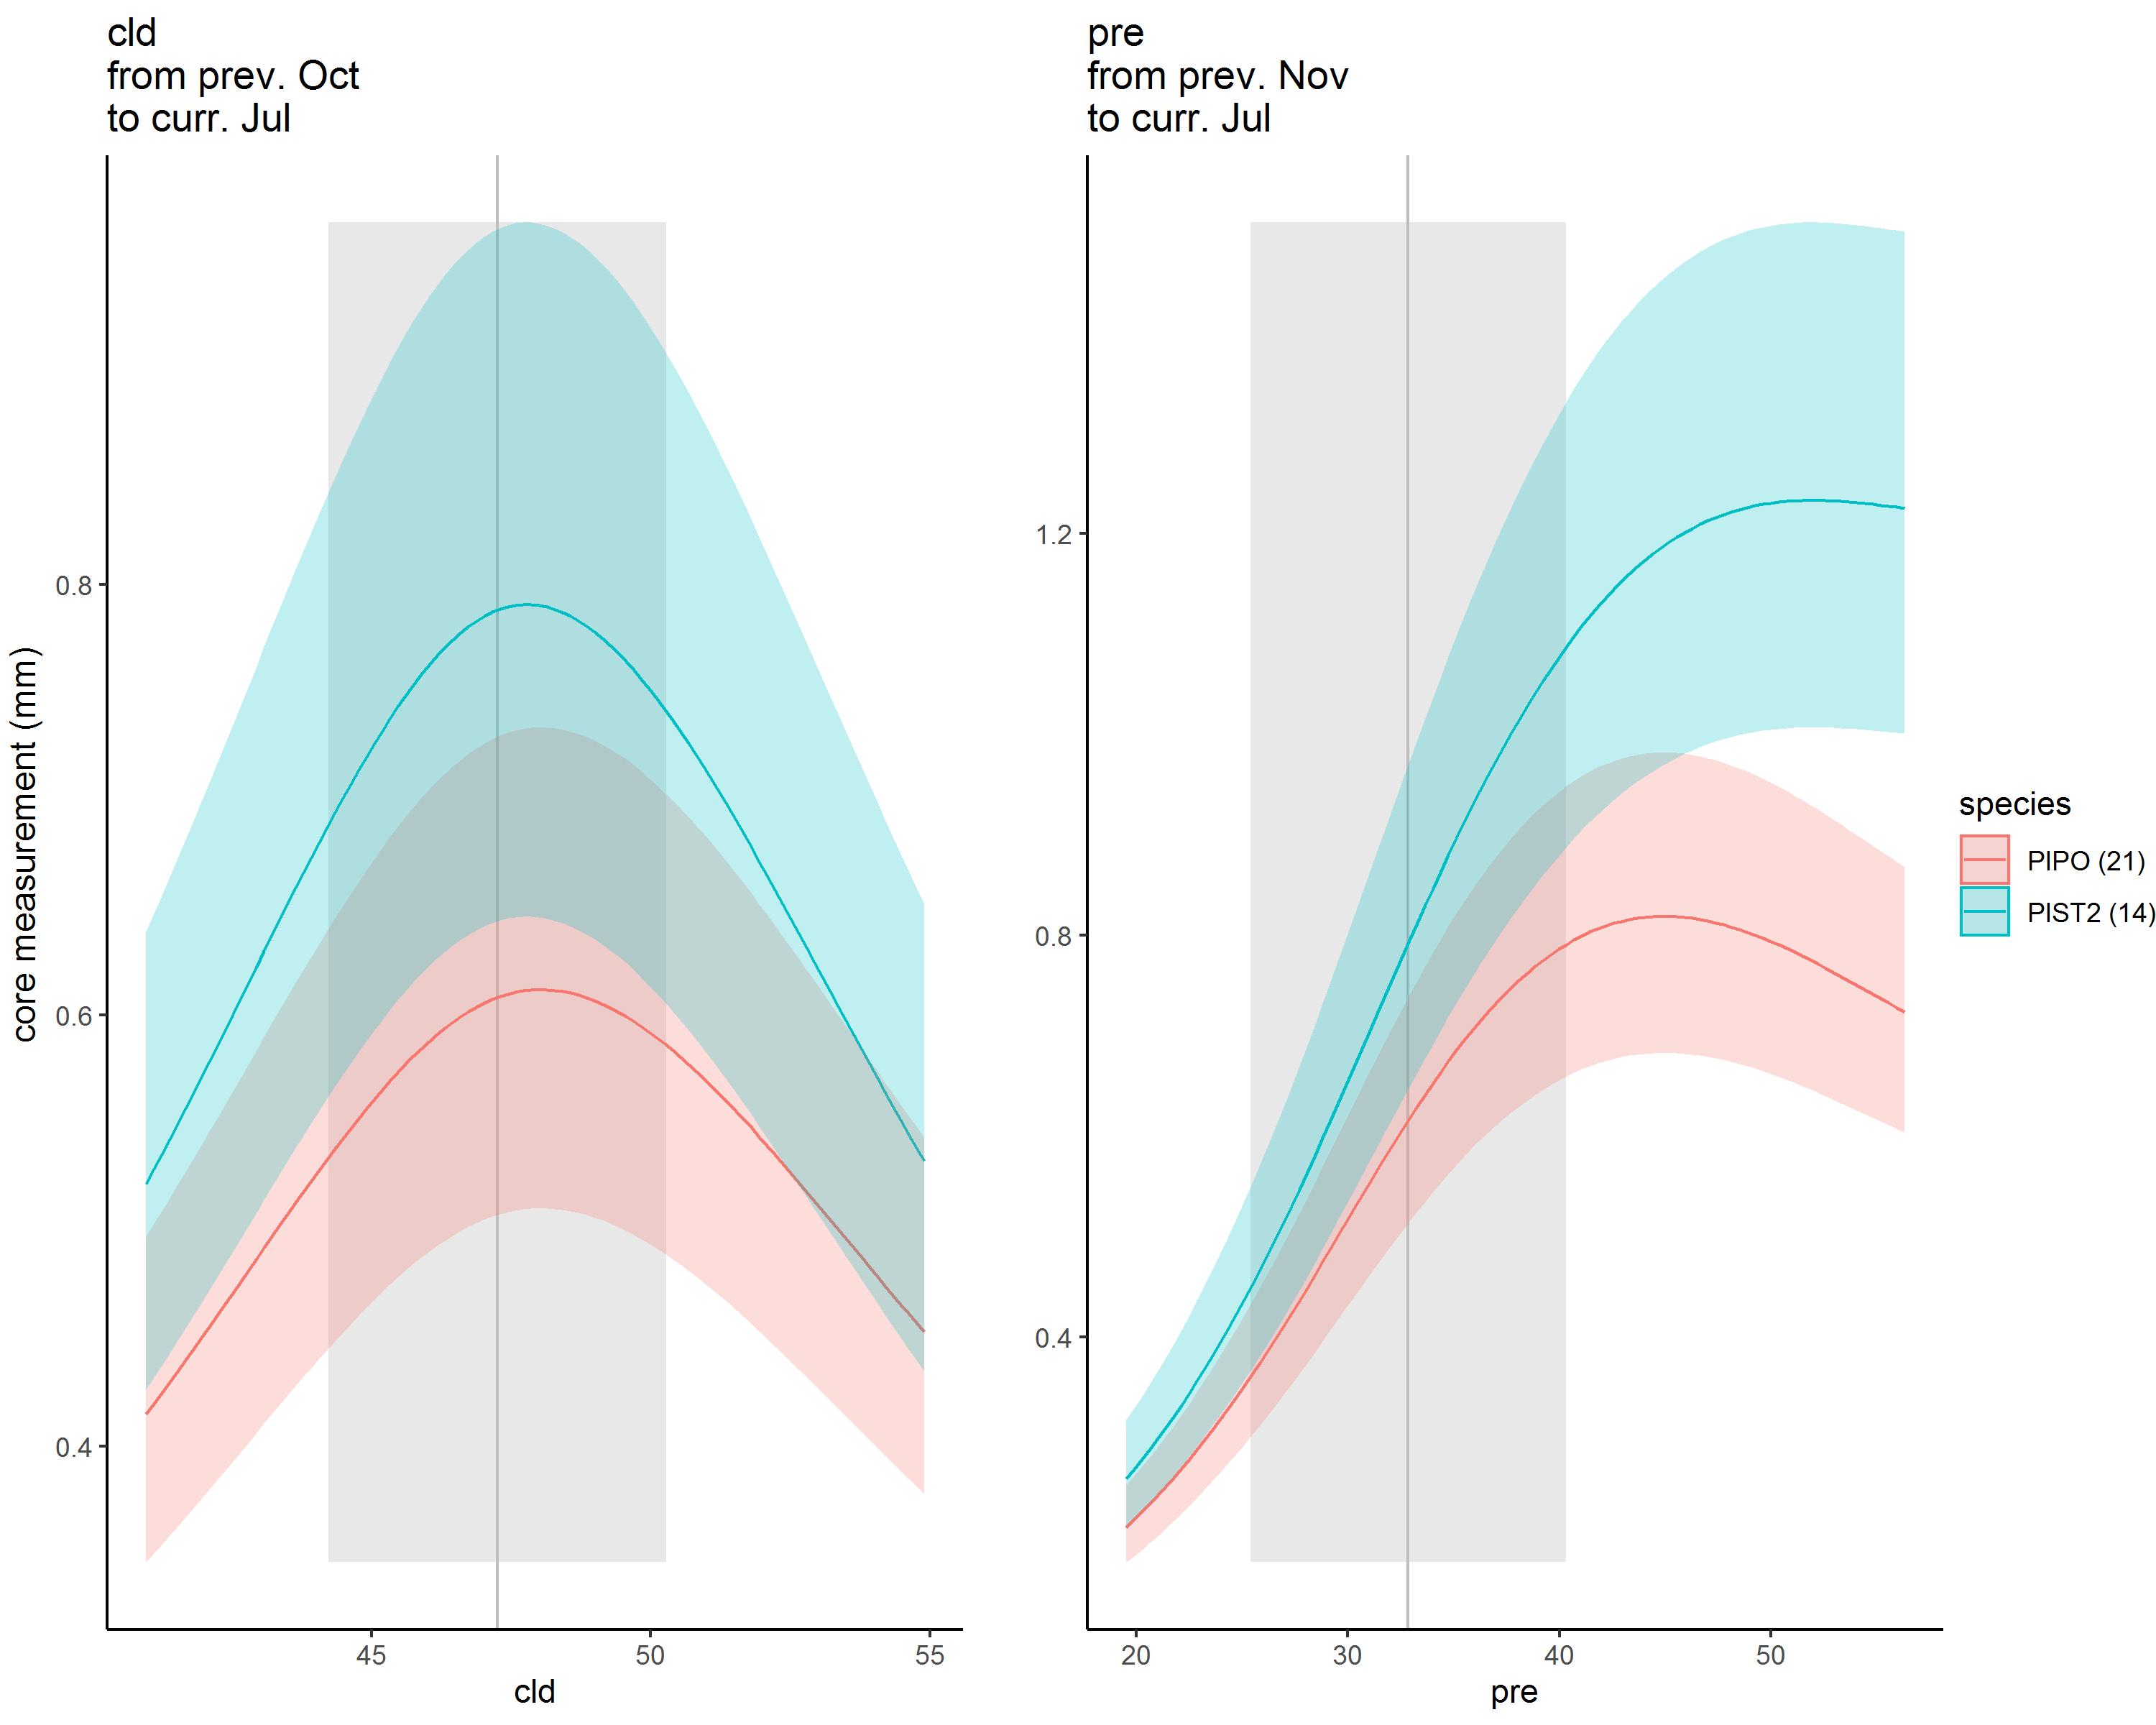 cld
from prev. Oct
to curr. Jul
pre
from prev. Nov
to curr. Jul
core measurement (mm)
0.8
0.6
0.4
45
50
55
cld
1.2
0.8
0.4
20
30
40
50
pre
species
PIPO (21)
PIST2 (14)